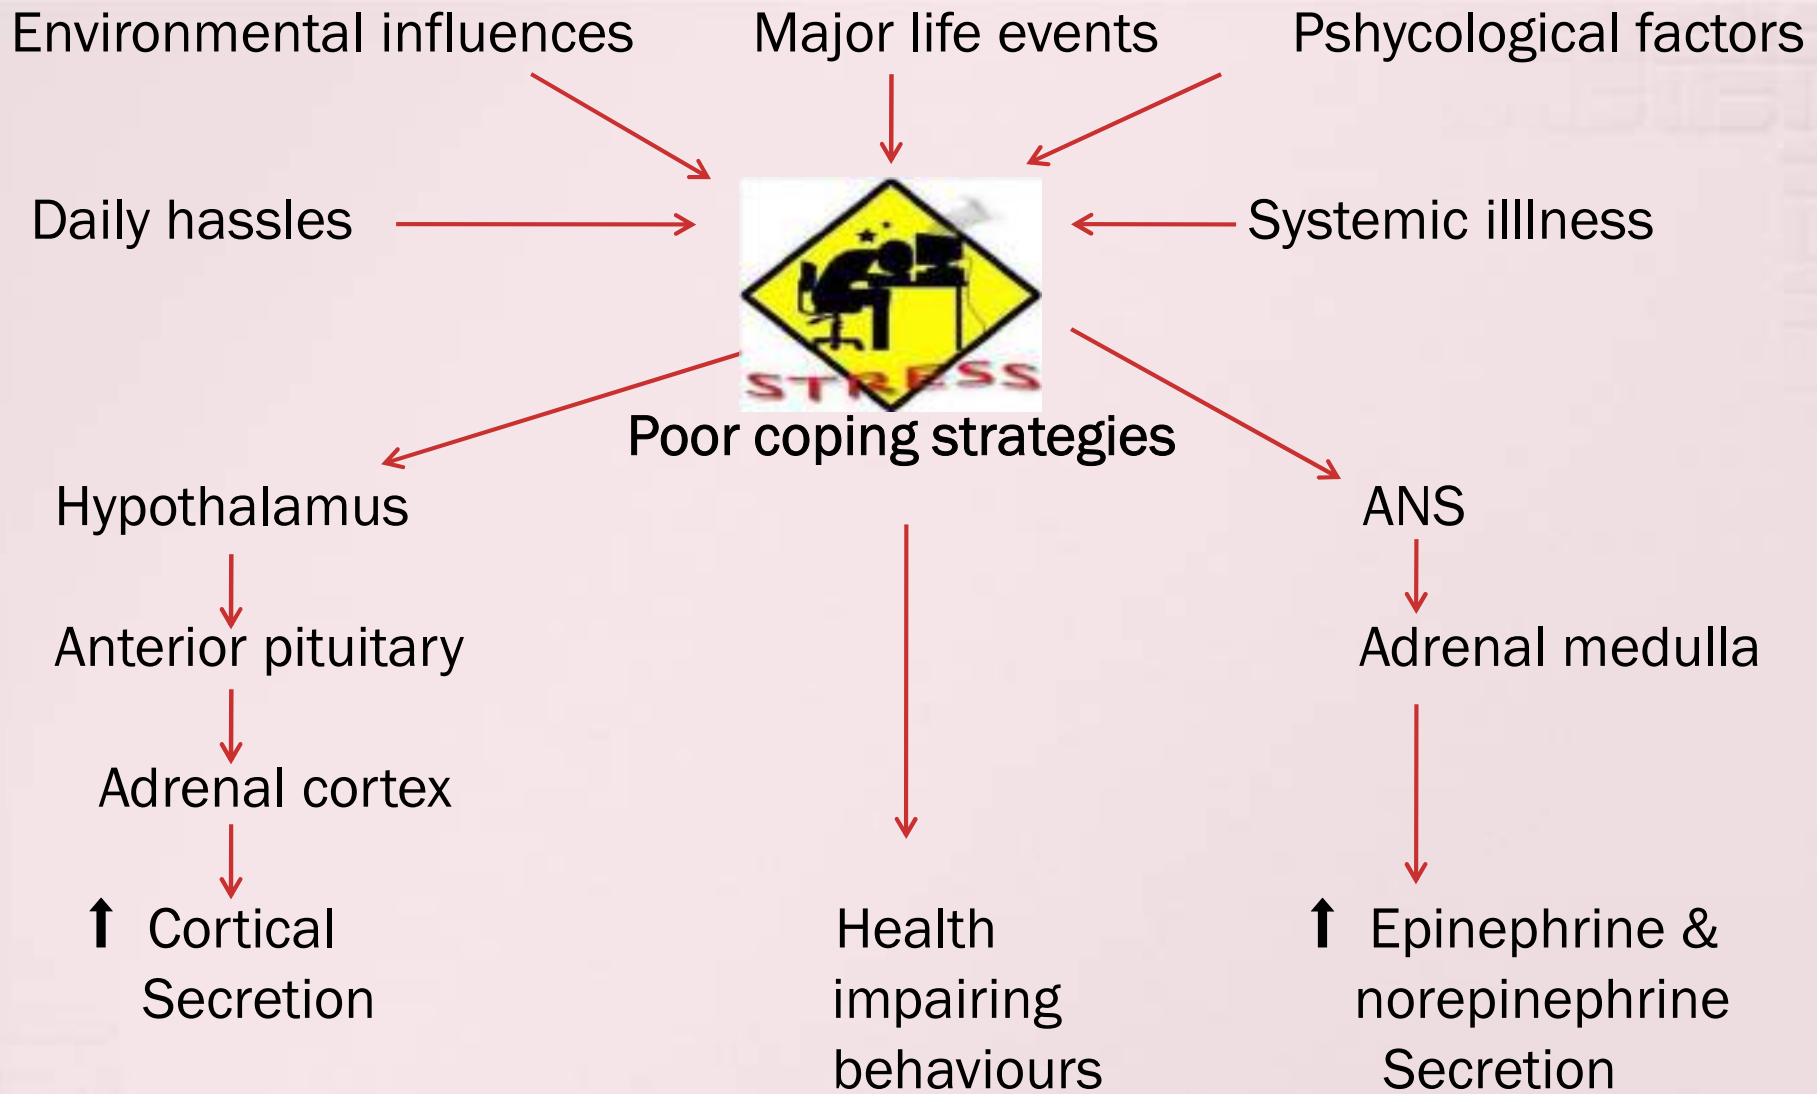 Environmental influences
Major life events
Pshycological factors
Daily hassles
Systemic illlness
STRESS
Poor coping strategies
Hypothalamus
ANS
Anterior pituitary
Adrenal medulla
Adrenal cortex
Cortical
Secretion
Health
impairing
behaviours
Epinephrine &
norepinephrine
Secretion